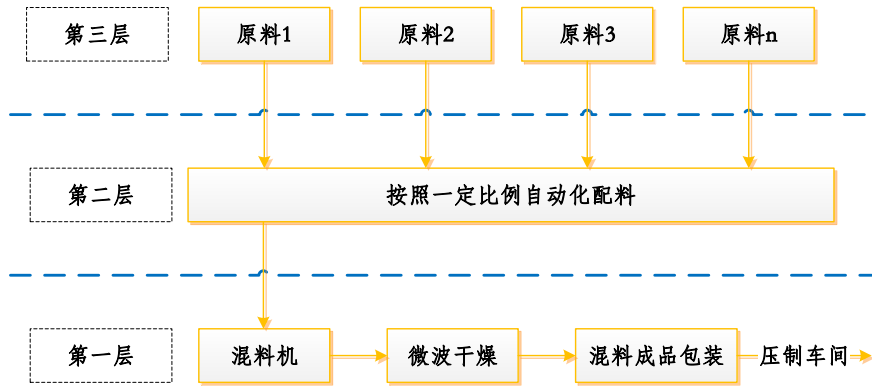 第三层
原料1
原料2
原料3
原料n
第二层
按照一定比例自动化配料
第一层
混料机
微波干燥
混料成品包装
压制车间